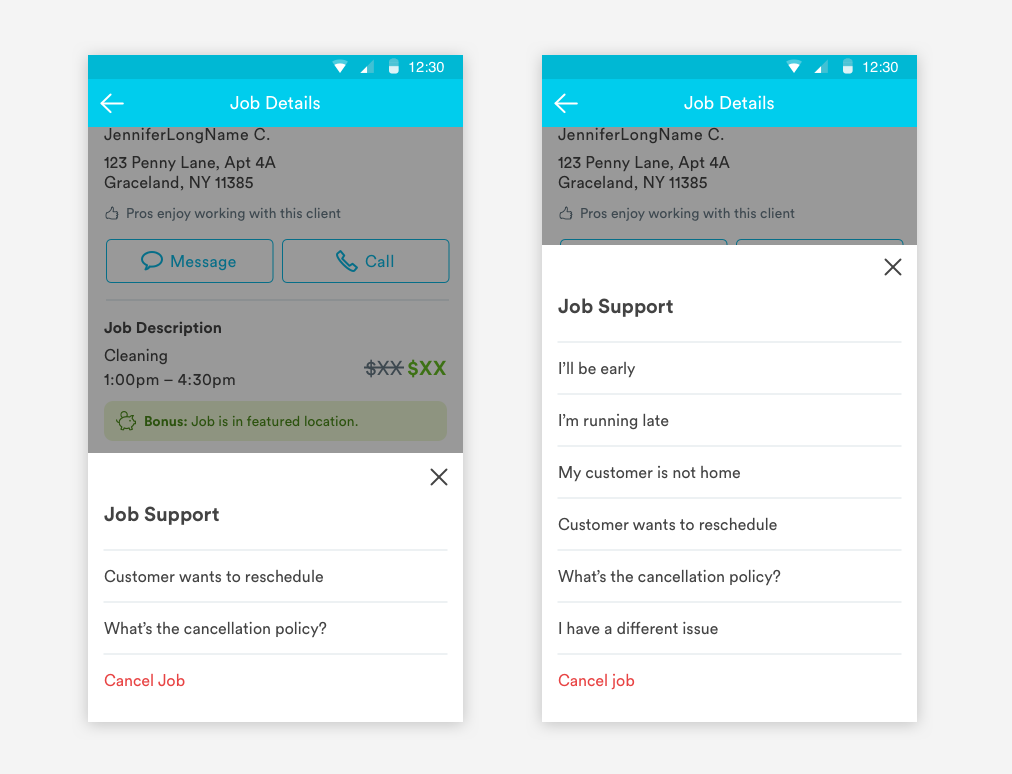 12:30
Job Details
JenniferLongName C.
123 Penny Lane, Apt 4A
Graceland, NY 11385
Pros enjoy working with this client
Message
Call
Job Description
Cleaning
1:00pm – 4:30pm
$XX $XX
Bonus: Job is in featured location.
Job Support
Customer wants to reschedule
What’s the cancellation policy?
Cancel Job
12:30
Job Details
JenniferLongName C.
123 Penny Lane, Apt 4A
Graceland, NY 11385
Pros enjoy working with this client
Job Support
I’ll be early
I’m running late
My customer is not home
Customer wants to reschedule
What’s the cancellation policy?
I have a different issue
Cancel job